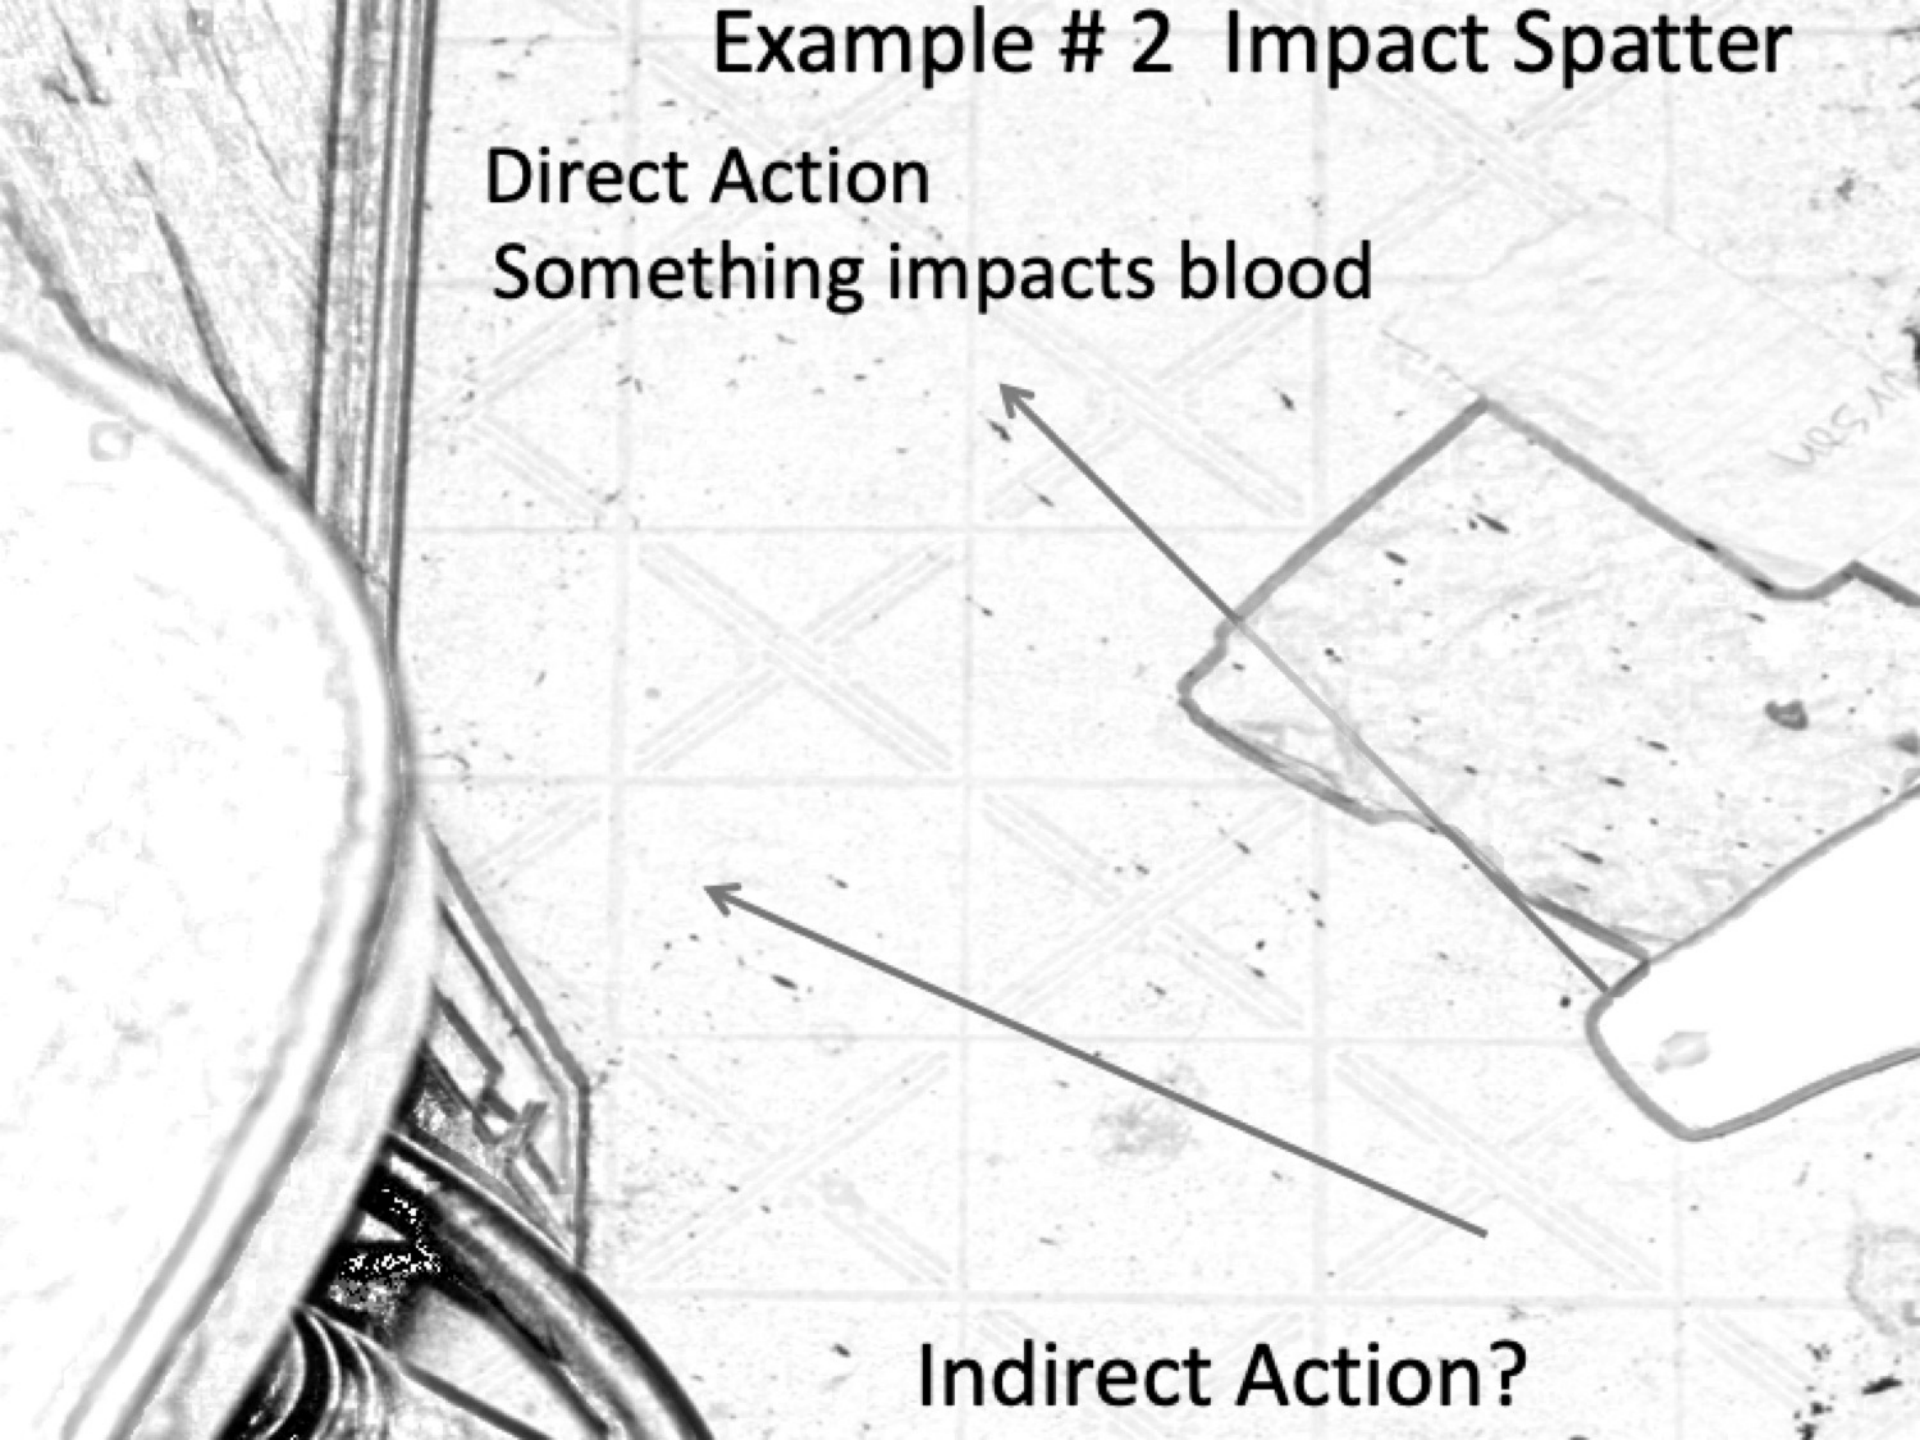 Example # 2 Impact Spatter
Direct Action
Something impacts blood
Indirect Action?